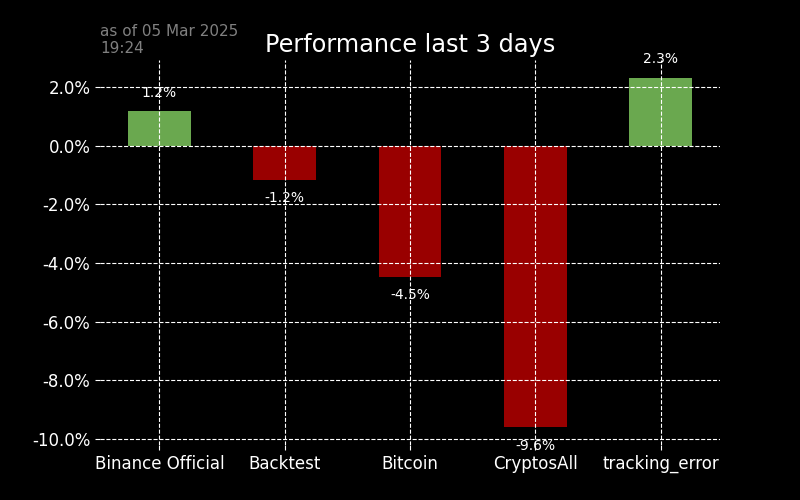 as of 05 Mar 2025
19:24
Performance last 3 days
2.0%
0.0%
-2.0%
-4.0%
-6.0%
-8.0%
-10.0%
1.2%
-1.2%
-4.5%
-9.6%
2.3%
Binance Official
Backtest
Bitcoin
CryptosAll
tracking_error